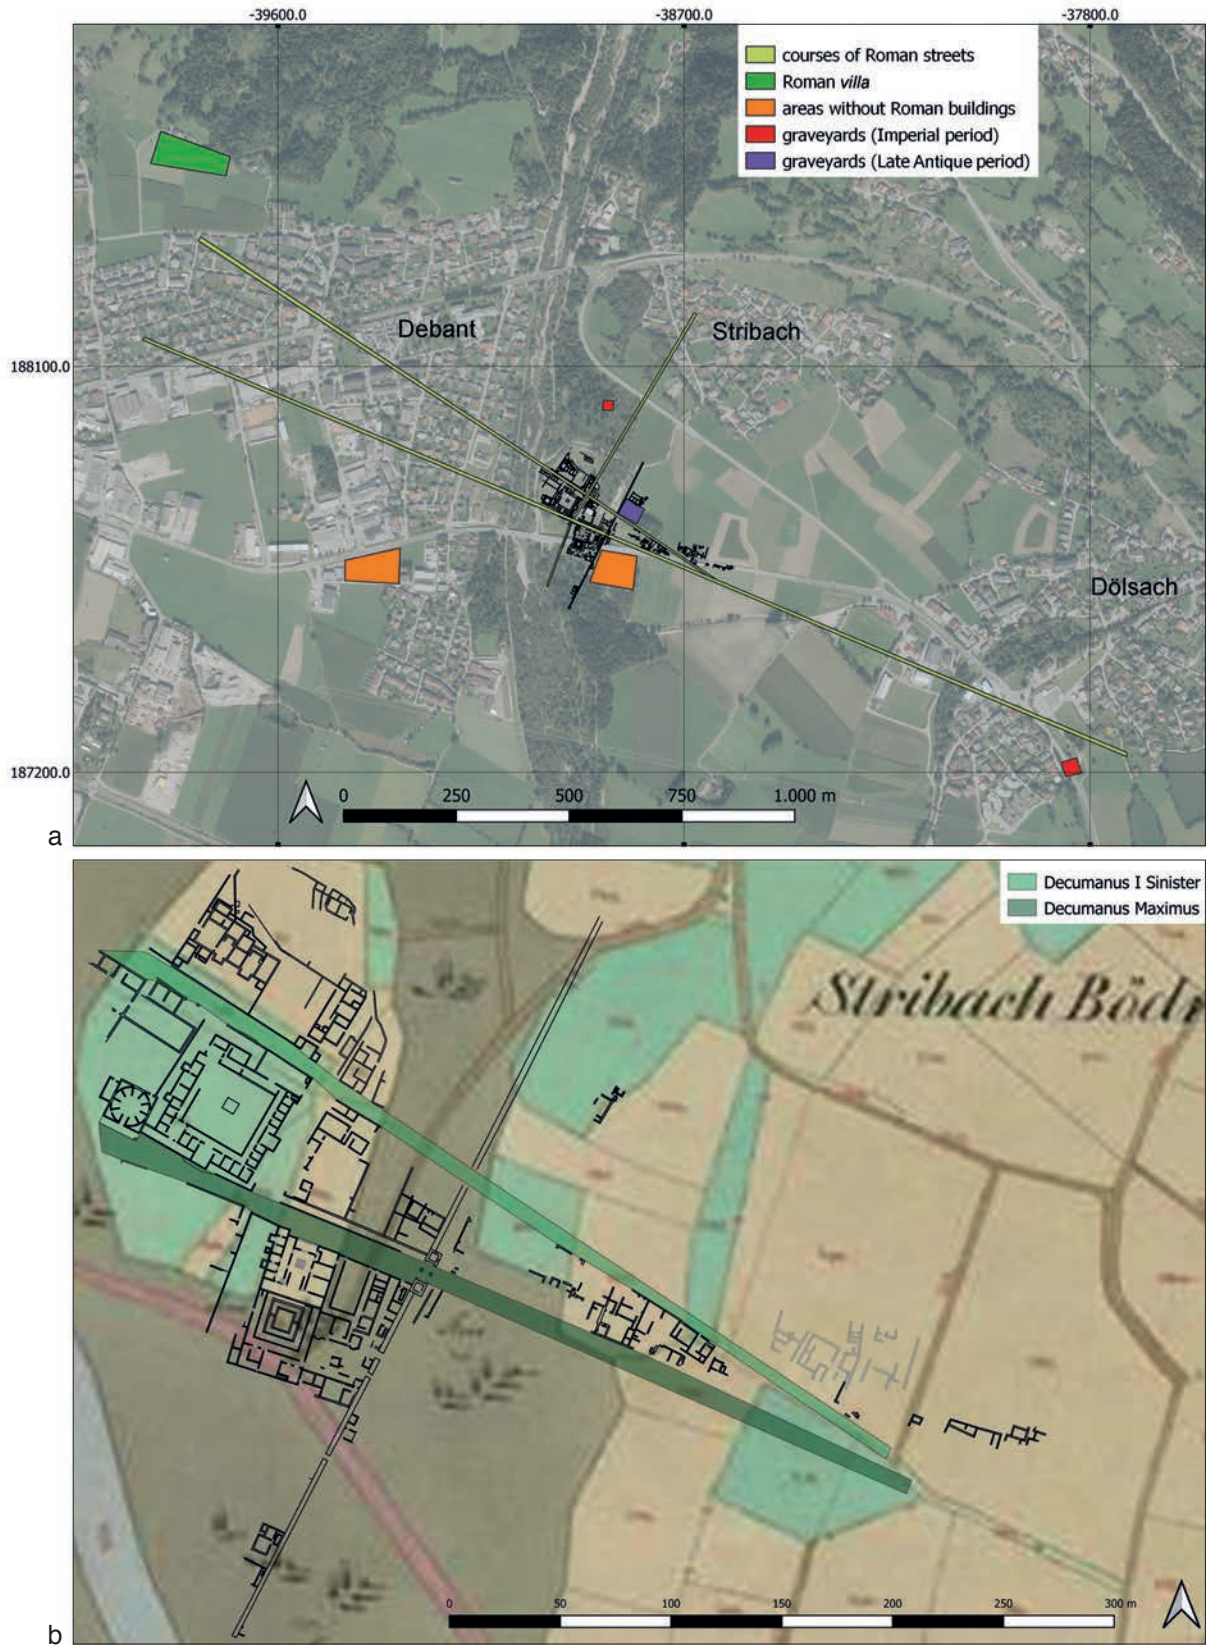 -39600.0 -38700.0 -37800.0
courses of Roman streets
Roman villa
areas without Roman buildings
graveyards (Imperial period)
graveyards (Late Antique period)
Debant Stribach
188100.0
Dölsach
187200.0
0 250 500 750 1.000 m
a
Decumanus I Sinister
Decumanus Maximus
Stribach
0 50 100 150 200 250 300 m
b